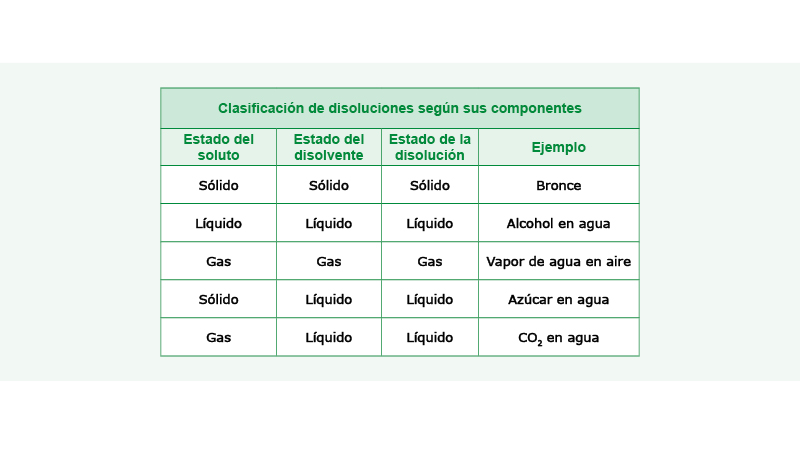 Clasificación de disoluciones según sus componentes
Estado del soluto Estado del disolvente Estado de la disolución Ejemplo
Sólido Sólido Sólido Bronce
Líquido Líquido Líquido Alcohol en agua
Gas Gas Gas Vapor de agua en aire
Sólido Líquido Líquido Azúcar en agua
Gas Líquido Líquido CO₂ en agua